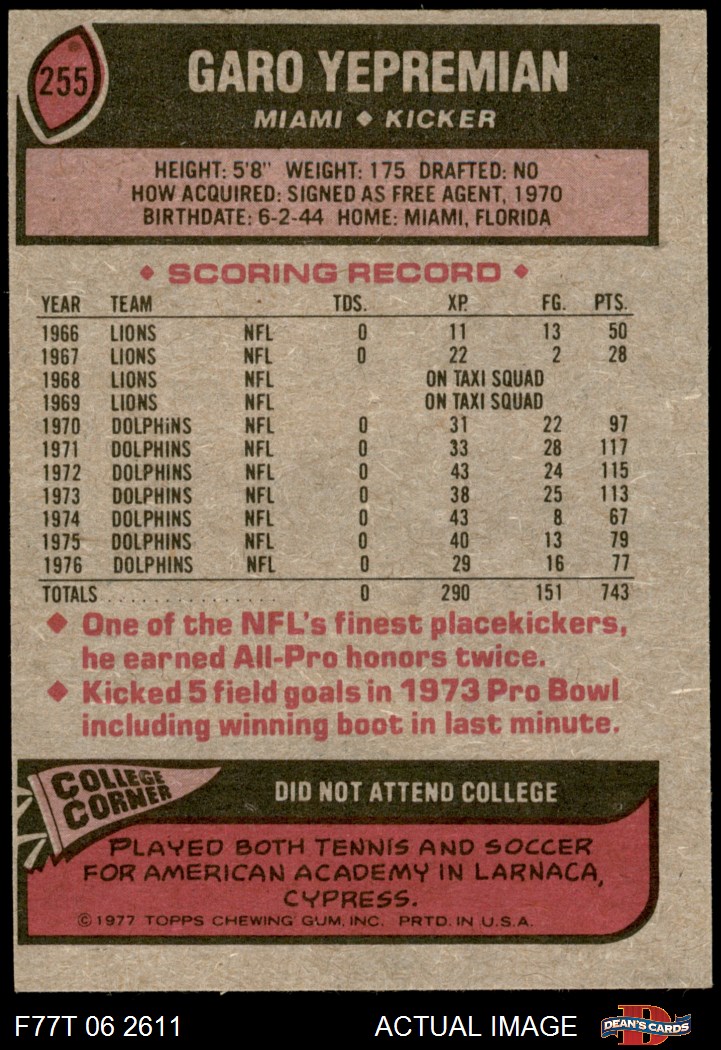 255
GARO YEPREMIAN
MIAMI ◆ KICKER
HEIGHT: 5'8" WEIGHT: 175 DRAFTED: NO
HOW ACQUIRED: SIGNED AS FREE AGENT, 1970
BIRTHDATE: 6-2-44 HOME: MIAMI, FLORIDA
◆ SCORING RECORD ◆
YEAR TEAM TDS. XP. FG. PTS.
1966 LIONS NFL 0 11 13 50
1967 LIONS NFL 0 22 2 28
1968 LIONS NFL ON TAXI SQUAD
1969 LIONS NFL ON TAXI SQUAD
1970 DOLPHiNS NFL 0 31 22 97
1971 DOLPHINS NFL 0 33 28 117
1972 DOLPHINS NFL 0 43 24 115
1973 DOLPHINS NFL 0 38 25 113
1974 DOLPHINS NFL 0 43 8 67
1975 DOLPHINS NFL 0 40 13 79
1976 DOLPHINS NFL 0 29 16 77
TOTALS ................ 0 290 151 743
◆ One of the NFL's finest placekickers,
he earned All-Pro honors twice.
◆ Kicked 5 field goals in 1973 Pro Bowl
including winning boot in last minute.
COLLEGE
CORNER
DID NOT ATTEND COLLEGE
PLAYED BOTH TENNIS AND SOCCER
FOR AMERICAN ACADEMY IN LARNACA,
CYPRESS.
© 1977 TOPPS CHEWING GUM, INC. PRTD. IN U.S.A.
F77T 06 2611 ACTUAL IMAGE DEAN'S CARDS